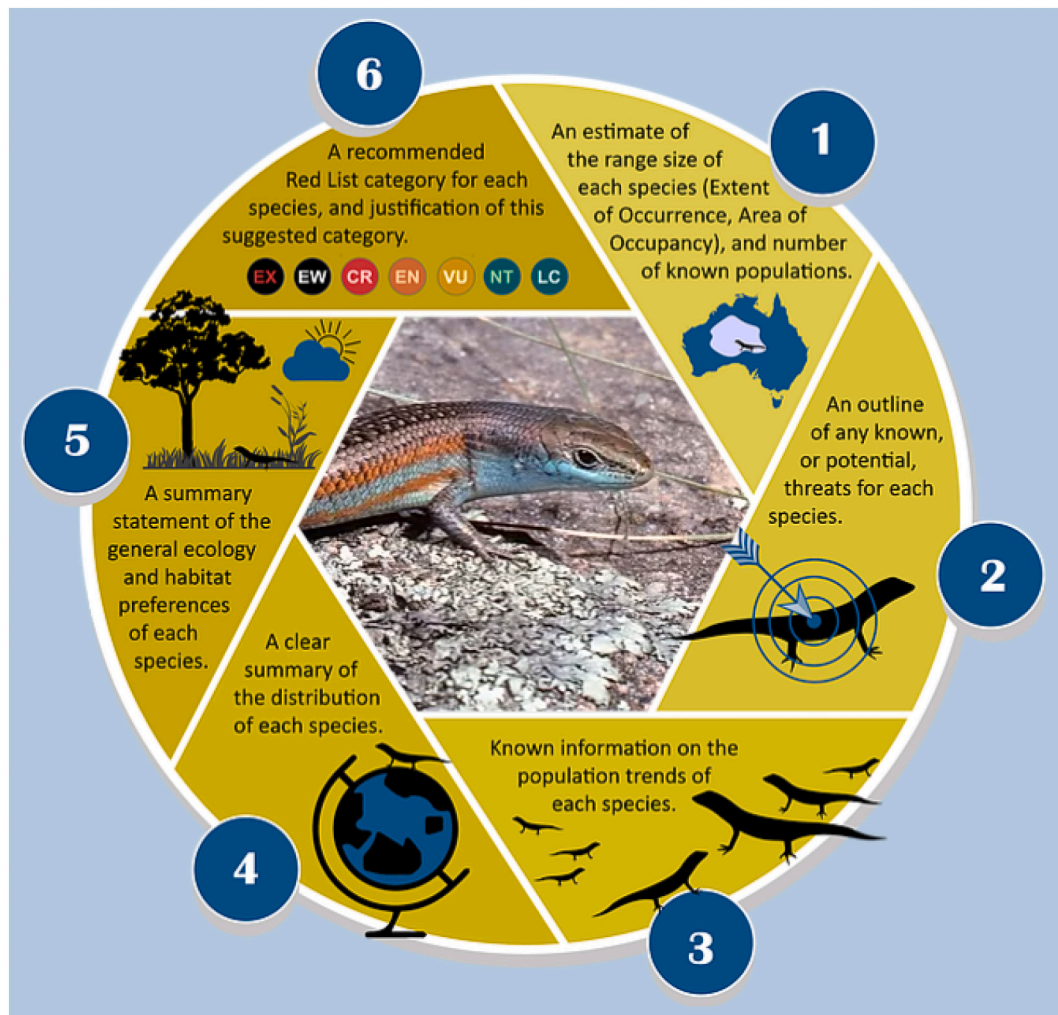 1
An estimate of
the range size of
each species (Extent
of Occurrence, Area of
Occupancy), and number
of known populations.
2
An outline
of any known,
or potential,
threats for each
species.
3
Known information on the
population trends of
each species.
4
A clear
summary of
the distribution
of each species.
5
A summary
statement of the
general ecology
and habitat
preferences
of each
species.
6
A recommended
Red List category for each
species, and justification of this
suggested category.
EX EW CR EN VU NT LC